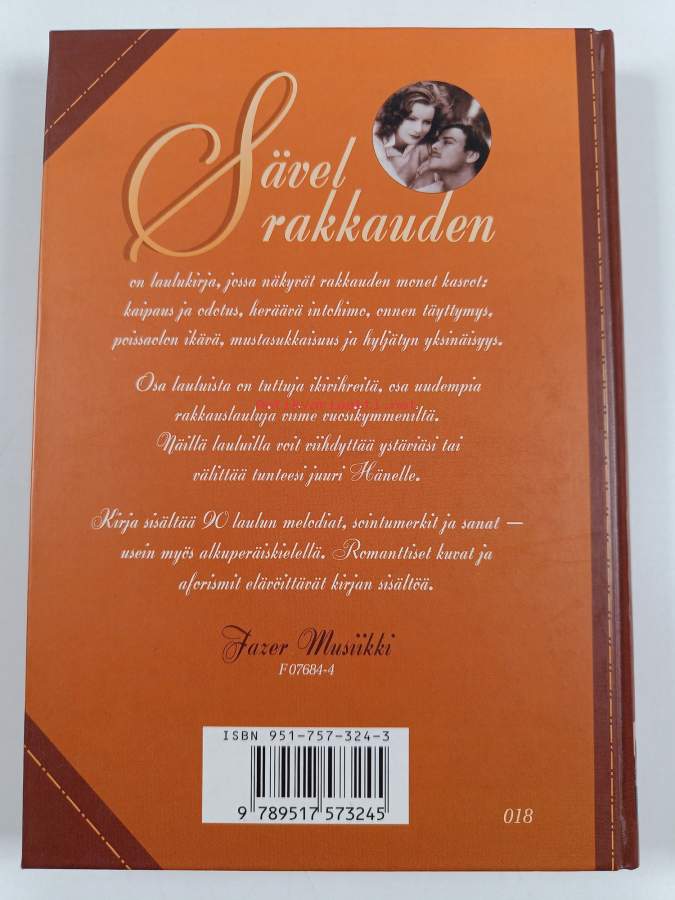 Sävel
rakkauden
on laulukirja, jossa näkyvät rakkauden monet kasvot:
kaipaus ja odotus, heräävä intohimo, onnen täyttymys,
poissaolon ikävä, mustasukkaisuus ja hyljätyn yksinäisyys.
Osa lauluista on tuttuja ikivihreitä, osa uudempia
rakkauslauluja viime vuosikymmeniltä.
Näillä lauluilla voit viihdyttää ystäviäsi tai
välittää tunteesi juuri Hänelle.
Kirja sisältää 90 laulun melodiat, sointumerkit ja sanat –
usein myös alkuperäiskielellä. Romanttiset kuvat ja
aforismit elävöittävät kirjan sisältöä.
Fazer Musiikki
F 07684-4
ISBN 951-757-324-3
9 789517 573245
018